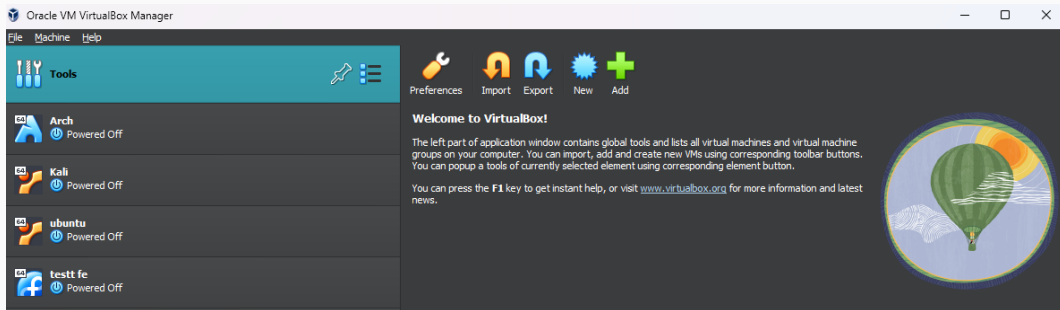 Oracle VM VirtualBox Manager
File Machine Help
Tools
64
Arch
Powered Off
64
Kali
Powered Off
64
ubuntu
Powered Off
64
testt fe
Powered Off
Preferences Import Export New Add
Welcome to VirtualBox!
The left part of application window contains global tools and lists all virtual machines and virtual machine
groups on your computer. You can import, add and create new VMs using corresponding toolbar buttons.
You can popup a tools of currently selected element using corresponding element button.
You can press the F1 key to get instant help, or visit www.virtualbox.org for more information and latest
news.